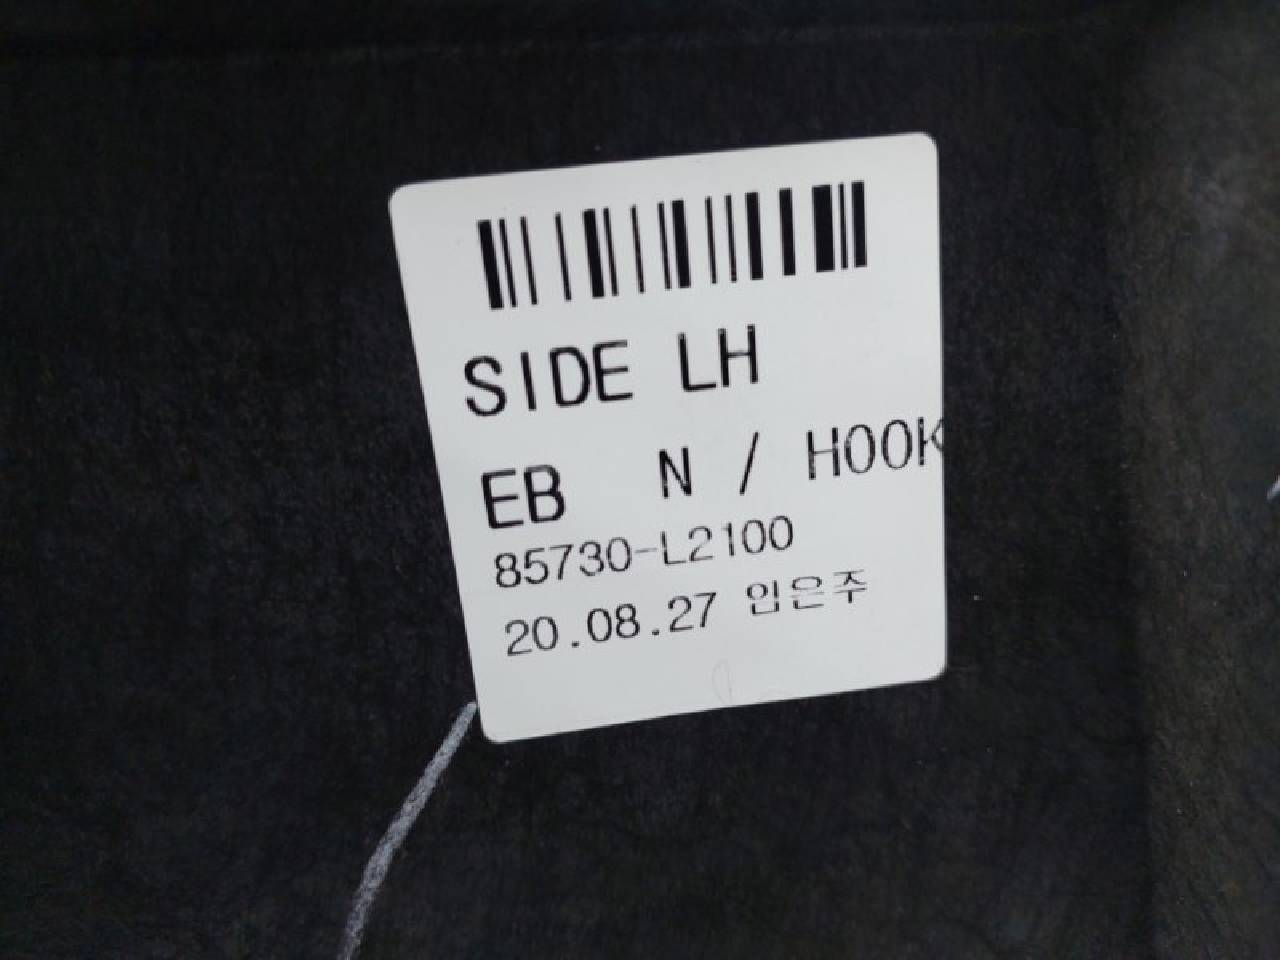 SIDE LH
EB N / HOOK
85730-L2100
20.08.27 임은주